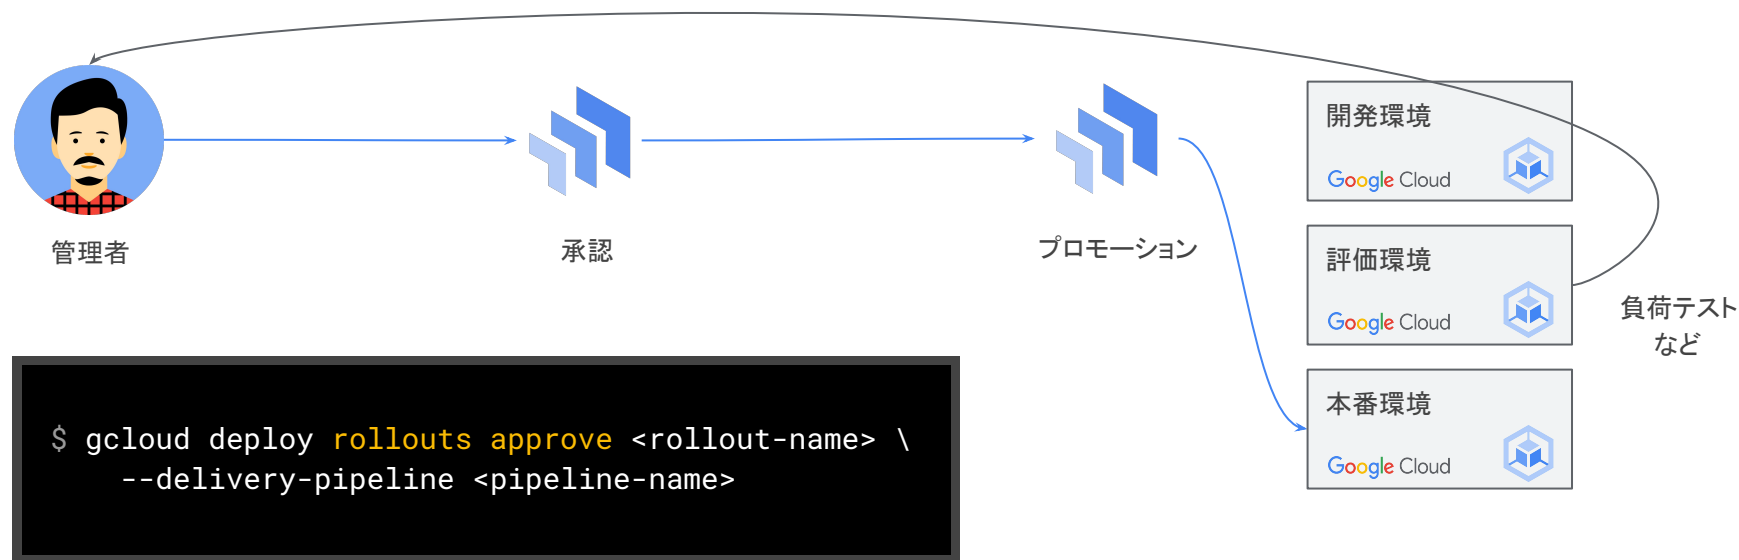 管理者
承認
プロモーション
開発環境
Google Cloud
評価環境
Google Cloud
負荷テスト
など
本番環境
Google Cloud
$ gcloud deploy rollouts approve <rollout-name> \
--delivery-pipeline <pipeline-name>